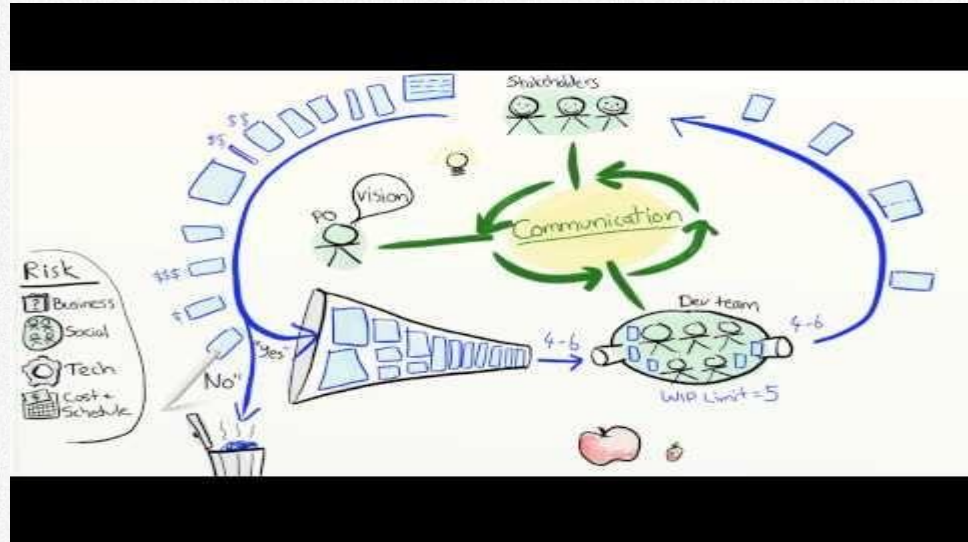 Stakeholders
$$
$$
vision
PO
Communication
Risk
$$$
? Business
$
Social
Dev team
"Yes"
4-6
4-6
Tech
No"
$ Cost +
Schedule
WIP Limit = 5